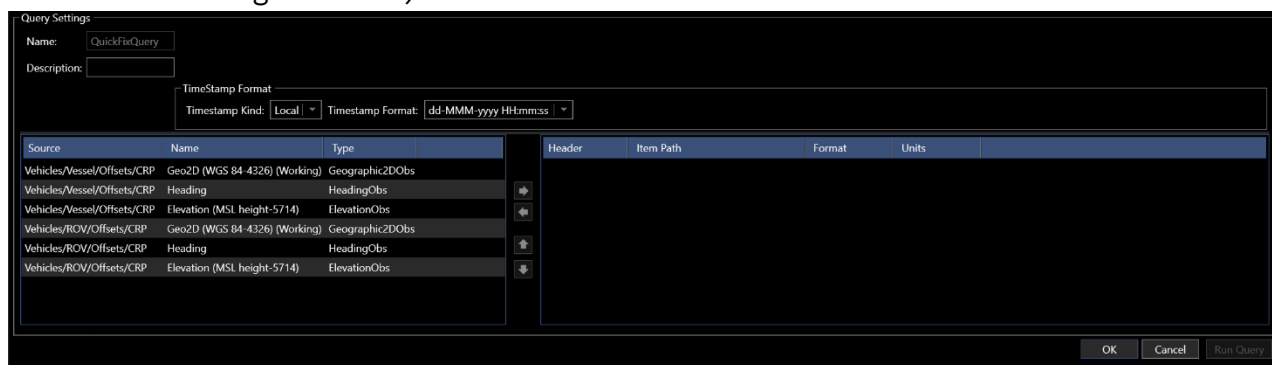 Query Settings
Name: QuickFixQuery
Description:
TimeStamp Format
Timestamp Kind: Local Timestamp Format: dd-MMM-yyyy HH:mm:ss
Source Name Type Header Item Path Format Units
Vehicles/Vessel/Offsets/CRP Geo2D (WGS 84-4326) (Working) Geographic2DObs
Vehicles/Vessel/Offsets/CRP Heading HeadingObs
Vehicles/Vessel/Offsets/CRP Elevation (MSL height-5714) ElevationObs
Vehicles/ROV/Offsets/CRP Geo2D (WGS 84-4326) (Working) Geographic2DObs
Vehicles/ROV/Offsets/CRP Heading HeadingObs
Vehicles/ROV/Offsets/CRP Elevation (MSL height-5714) ElevationObs
OK Cancel Run Query